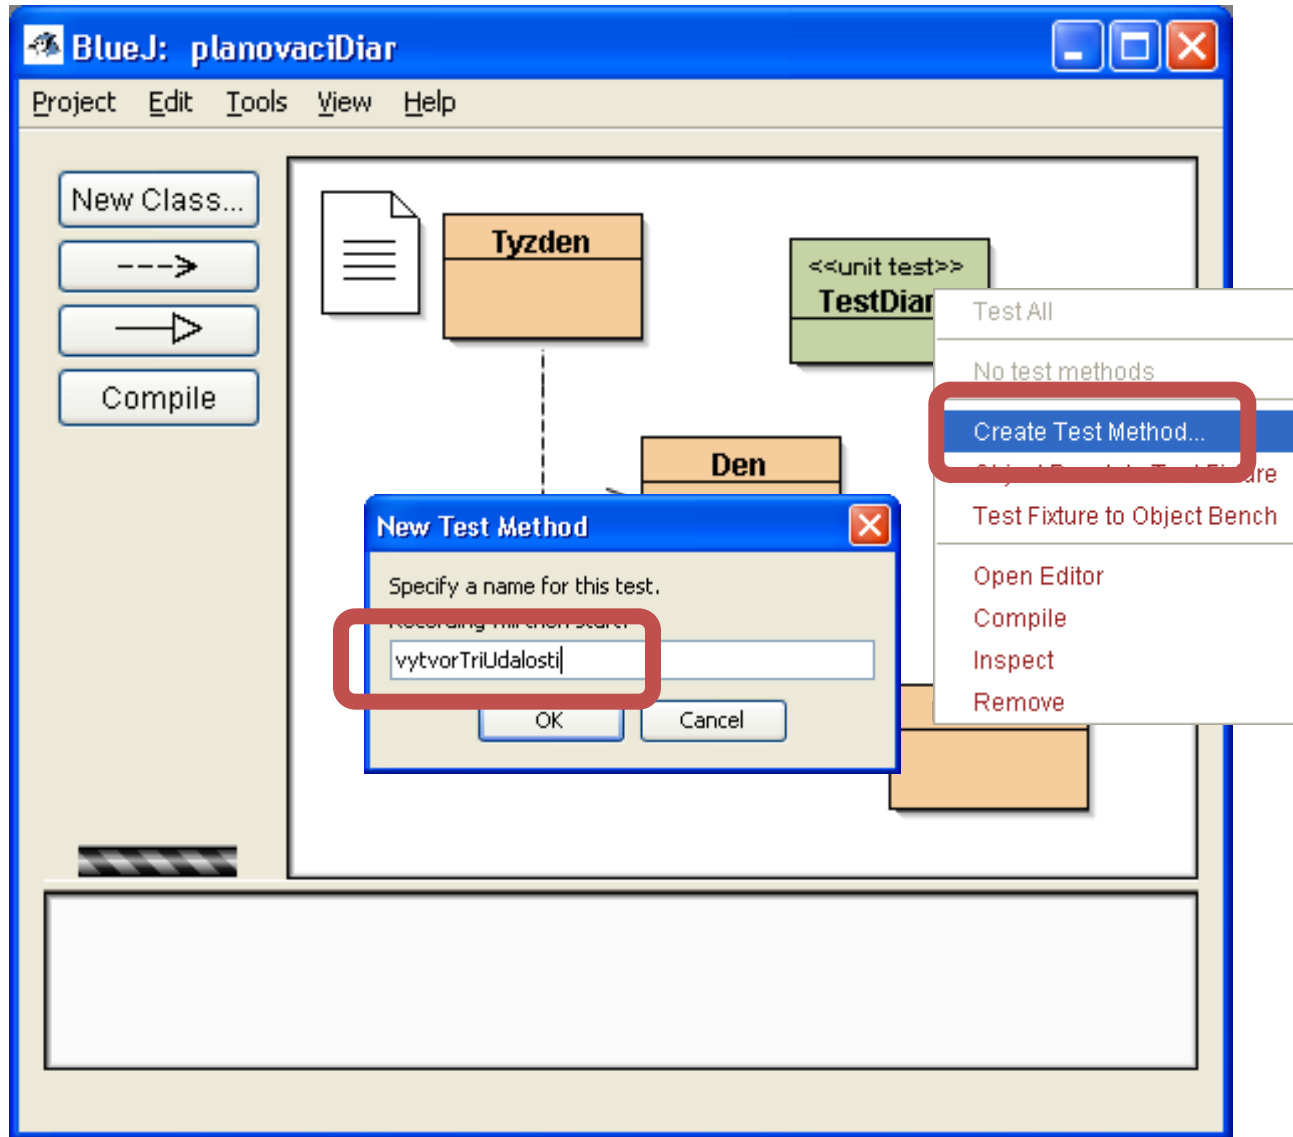 BlueJ: planovaciDiar
Project Edit Tools View Help
New Class...
Compile
Tyzden
<<unit test>>
TestDiar
Den
Test All
No test methods
Create Test Method...
Test Fixture to Object Bench
Open Editor
Compile
Inspect
Remove
New Test Method
Specify a name for this test.
vytvorTriUdalosti
OK Cancel